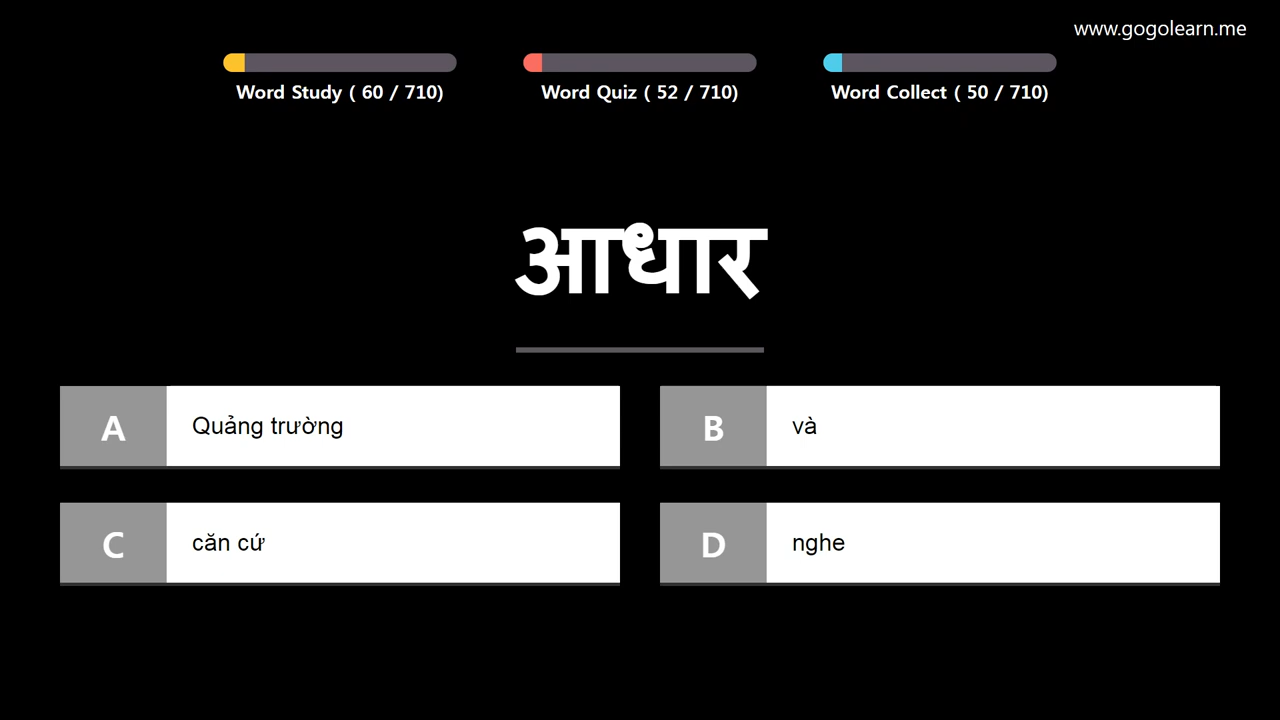 www.gogolearn.me
Word Study ( 60 / 710)
Word Quiz ( 52 / 710)
Word Collect ( 50 / 710)
आधार
A Quảng trường
B và
C căn cứ
D nghe